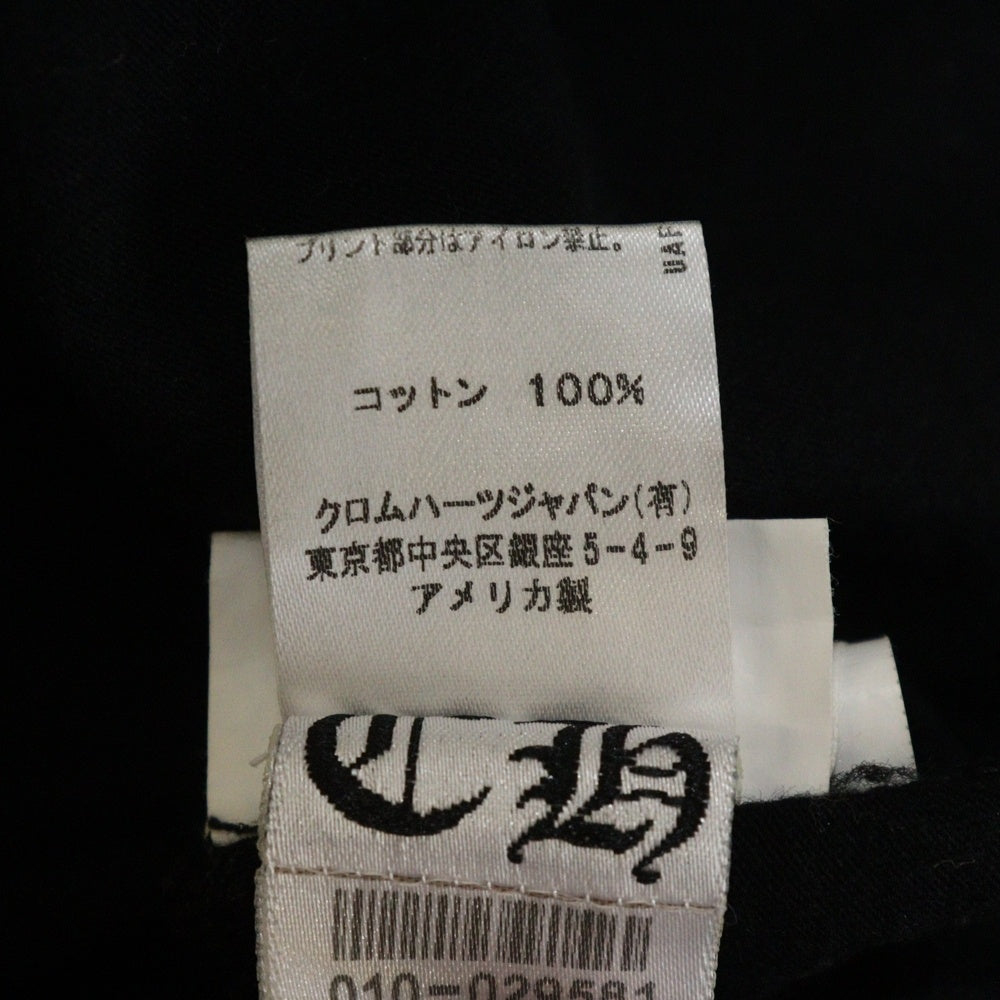 プリント部分はアイロン禁止。
コットン 100%
クロムハーツジャパン(有)
東京都中央区銀座5-4-9
アメリカ製
CH
010-029581